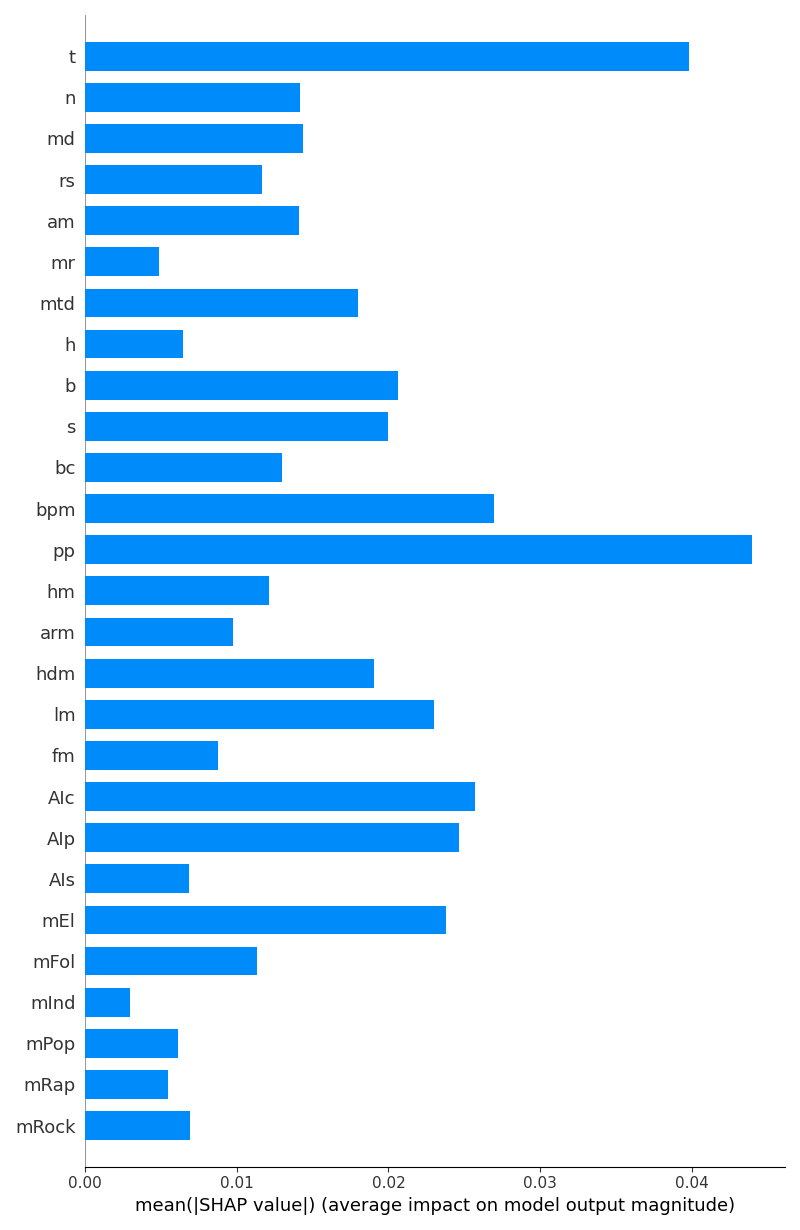 t
n
md
rs
am
mr
mtd
h
b
s
bc
bpm
pp
hm
arm
hdm
lm
fm
AIc
AIp
AIs
mEl
mFol
mInd
mPop
mRap
mRock
0.00 0.01 0.02 0.03 0.04
mean(|SHAP value|) (average impact on model output magnitude)